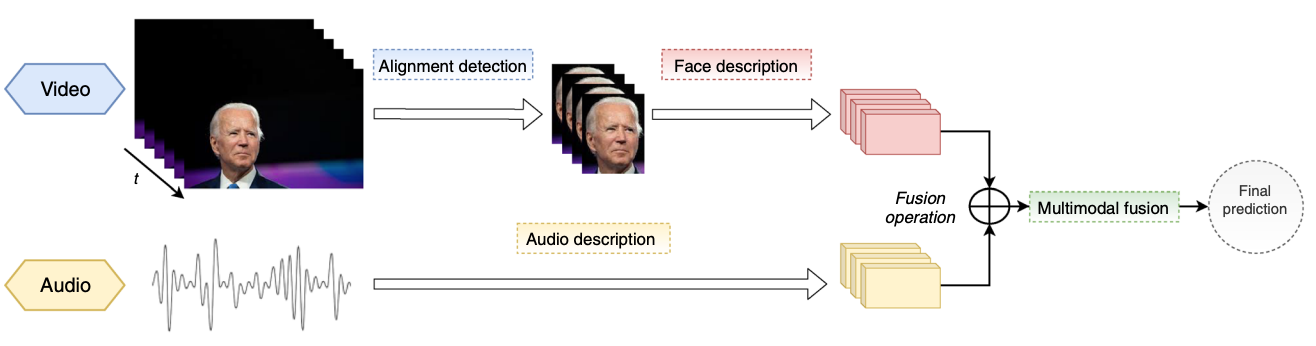 Video
Alignment detection
Face description
t
Fusion
operation
Multimodal fusion
Final
prediction
Audio description
Audio